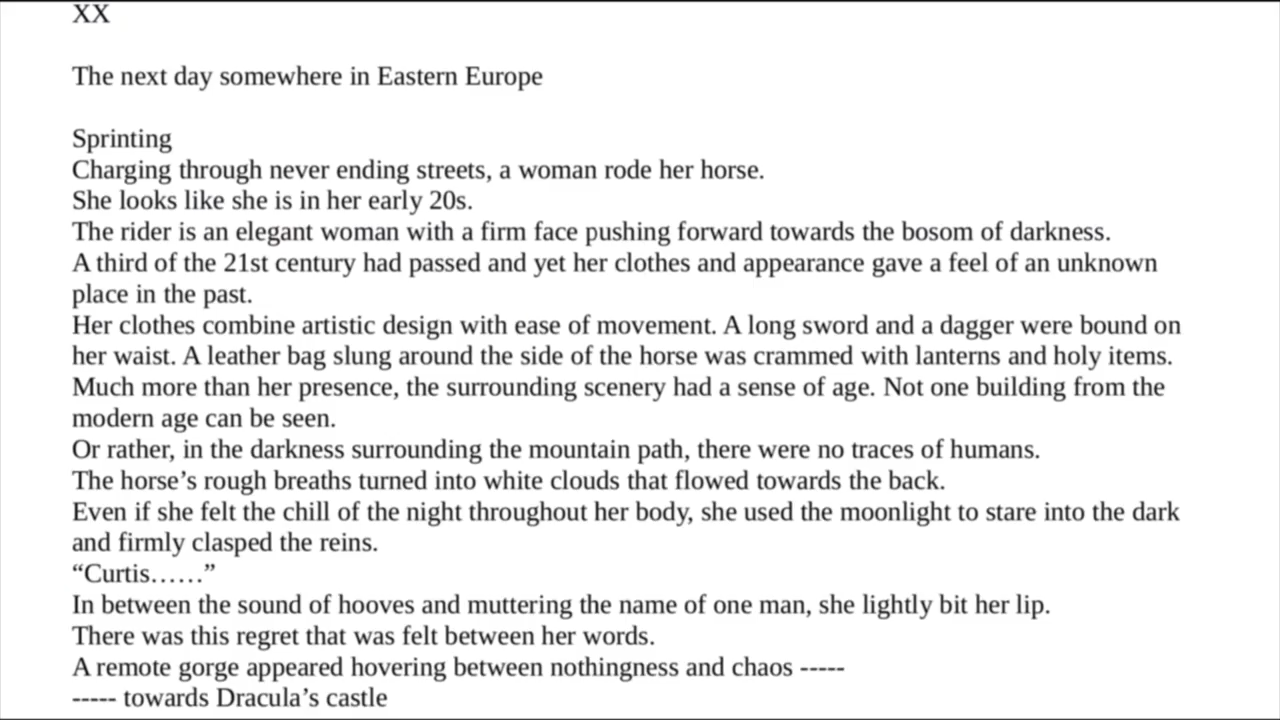 XX
The next day somewhere in Eastern Europe
Sprinting
Charging through never ending streets, a woman rode her horse.
She looks like she is in her early 20s.
The rider is an elegant woman with a firm face pushing forward towards the bosom of darkness.
A third of the 21st century had passed and yet her clothes and appearance gave a feel of an unknown
place in the past.
Her clothes combine artistic design with ease of movement. A long sword and a dagger were bound on
her waist. A leather bag slung around the side of the horse was crammed with lanterns and holy items.
Much more than her presence, the surrounding scenery had a sense of age. Not one building from the
modern age can be seen.
Or rather, in the darkness surrounding the mountain path, there were no traces of humans.
The horse’s rough breaths turned into white clouds that flowed towards the back.
Even if she felt the chill of the night throughout her body, she used the moonlight to stare into the dark
and firmly clasped the reins.
“Curtis……”
In between the sound of hooves and muttering the name of one man, she lightly bit her lip.
There was this regret that was felt between her words.
A remote gorge appeared hovering between nothingness and chaos -----
----- towards Dracula’s castle